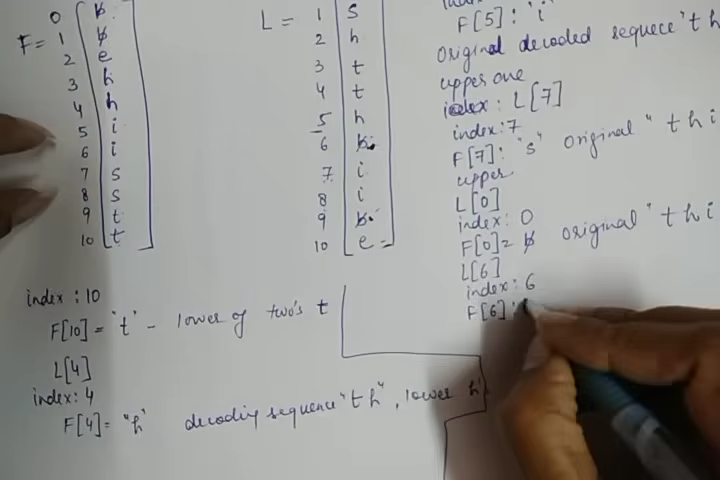 F =
0 ƀ
1 ƀ
2 e
3 h
4 h
5 i
6 i
7 s
8 s
9 t
10 t
L =
1 s
2 h
3 t
4 t
5 h
6 ƀ
7 i
8 i
9 ƀ
10 e
index : 10
F[10] = "t" - lower of two's t
L[4]
index: 4
F[4] = "h" decoding sequence "t h", lower h
F[5]: "i"
Original decoded sequece "t h
upper one
index: L[7]
index: 7
F[7]: "s" original "t h i
upper
L[0]
index: 0
F[0] = ƀ original "t h i
L[6]
index: 6
F[6]: